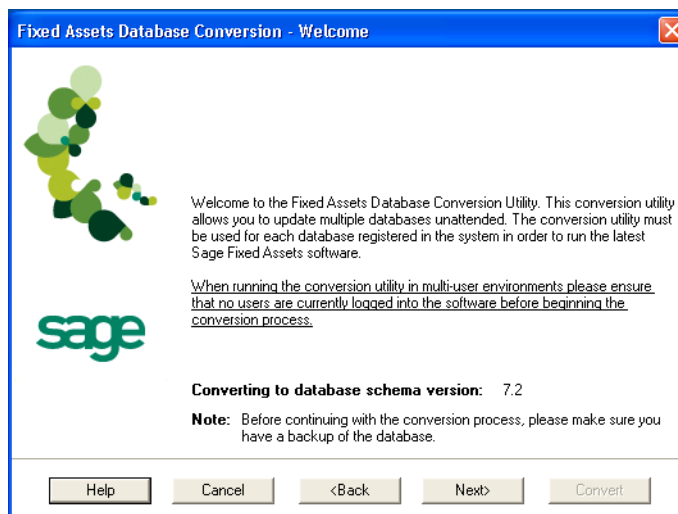 Fixed Assets Database Conversion - Welcome
Welcome to the Fixed Assets Database Conversion Utility. This conversion utility
allows you to update multiple databases unattended. The conversion utility must
be used for each database registered in the system in order to run the latest
Sage Fixed Assets software.
When running the conversion utility in multi-user environments please ensure
that no users are currently logged into the software before beginning the
conversion process.
sage
Converting to database schema version: 7.2
Note: Before continuing with the conversion process, please make sure you
have a backup of the database.
Help Cancel <Back Next> Convert